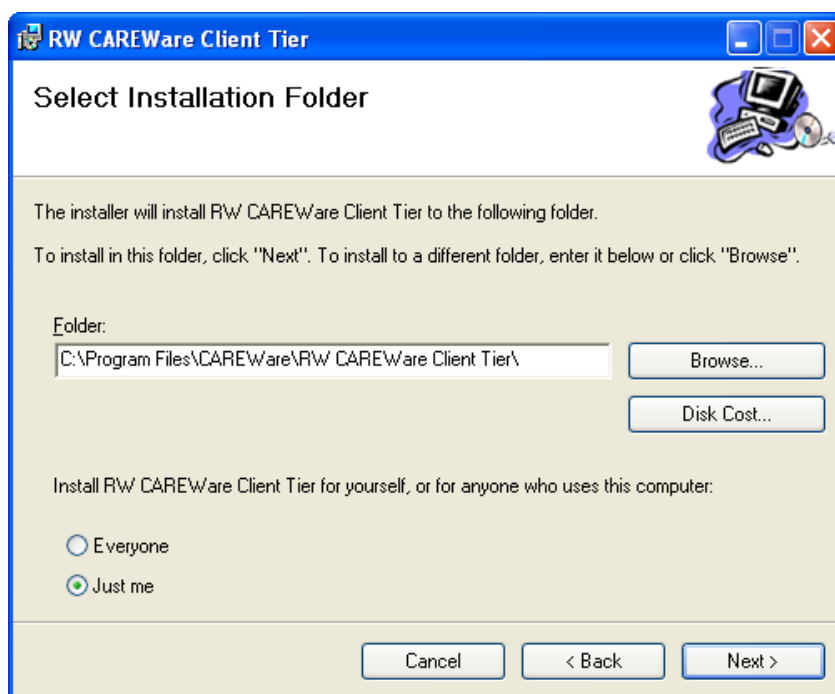 RW CAREWare Client Tier
Select Installation Folder
The installer will install RW CAREWare Client Tier to the following folder.
To install in this folder, click "Next". To install to a different folder, enter it below or click "Browse".
Folder:
C:\Program Files\CAREWare\RW CAREWare Client Tier\
Browse...
Disk Cost...
Install RW CAREWare Client Tier for yourself, or for anyone who uses this computer:
Everyone
Just me
Cancel
< Back
Next >